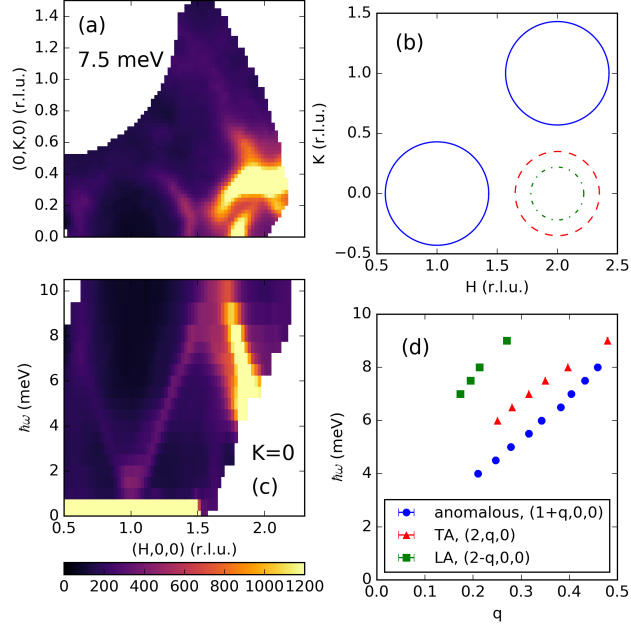 (a)
7.5 meV
(0,K,0) (r.l.u.)
1.4
1.2
1.0
0.8
0.6
0.4
0.2
0.0
(b)
K (r.l.u.)
1.5
1.0
0.5
0.0
−0.5
0.5 1.0 1.5 2.0 2.5
H (r.l.u.)
ħω (meV)
10
8
6
4
2
0
K=0
(c)
0.5 1.0 1.5 2.0
(H,0,0) (r.l.u.)
0 200 400 600 800 1000 1200
(d)
ħω (meV)
10
8
6
4
2
0
anomalous, (1+q,0,0)
TA, (2,q,0)
LA, (2-q,0,0)
0.0 0.1 0.2 0.3 0.4 0.5
q